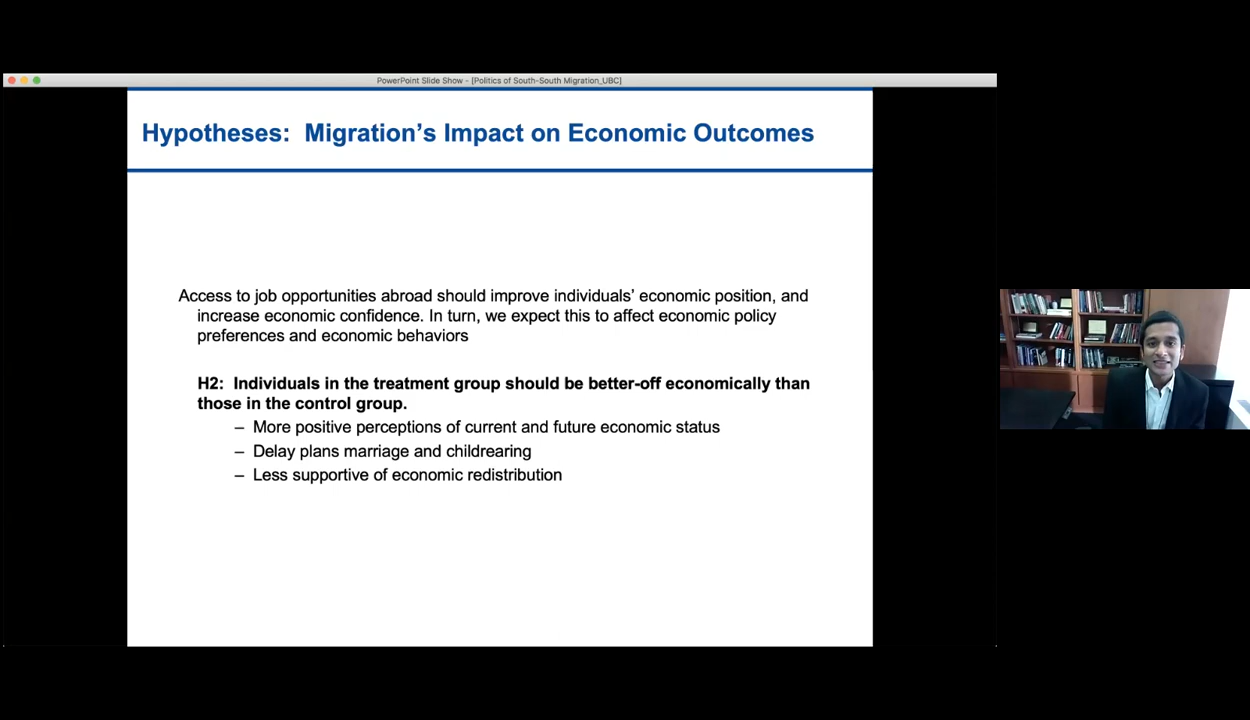 PowerPoint Slide Show - [Politics of South-South Migration_UBC]
Hypotheses:  Migration’s Impact on Economic Outcomes
Access to job opportunities abroad should improve individuals’ economic position, and
increase economic confidence. In turn, we expect this to affect economic policy
preferences and economic behaviors
H2:  Individuals in the treatment group should be better-off economically than
those in the control group.
– More positive perceptions of current and future economic status
– Delay plans marriage and childrearing
– Less supportive of economic redistribution